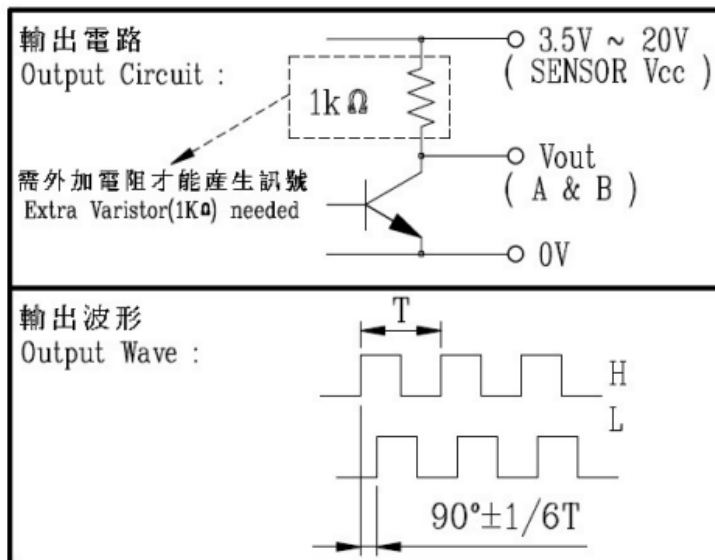 輸出電路
Output Circuit :
3.5V ~ 20V
( SENSOR Vcc )
1kΩ
Vout
( A & B )
需外加電阻才能産生訊號
Extra Varistor(1KΩ) needed
0V
輸出波形
Output Wave :
T
H
L
90°±1/6T